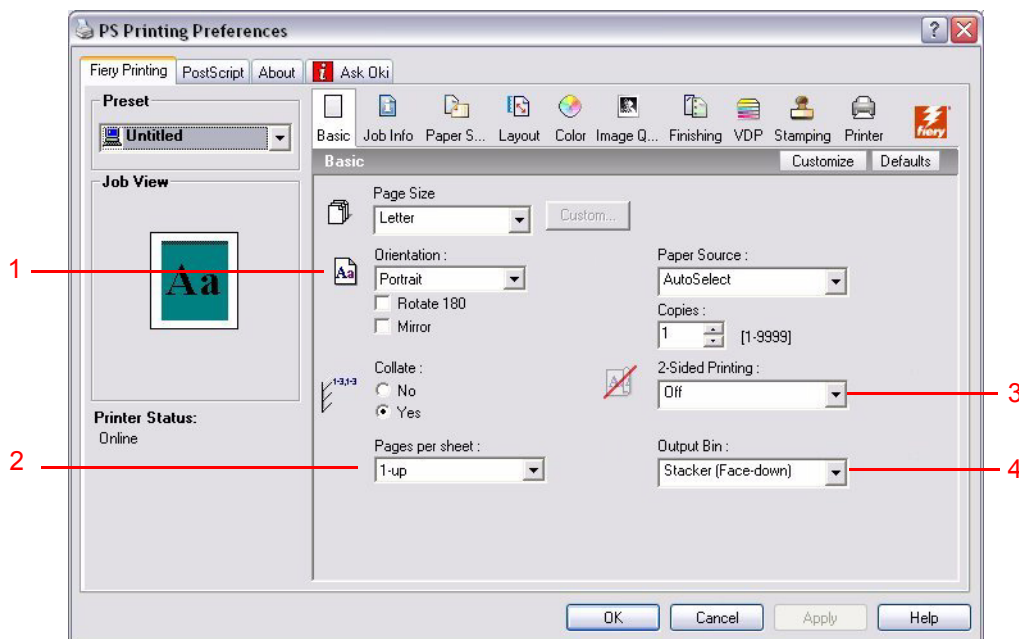 PS Printing Preferences
Fiery Printing PostScript About i Ask Oki
Preset
Untitled
Basic Job Info Paper S... Layout Color Image Q... Finishing VDP Stamping Printer
fiery
Basic
Customize Defaults
Job View
Aa
Printer Status:
Online
Page Size
Letter
Custom...
1
Aa
Orientation :
Portrait
Rotate 180
Mirror
Paper Source :
AutoSelect
Copies :
1 [1-9999]
1-3,1-3
Collate :
No
Yes
2-Sided Printing :
Off
3
2
Pages per sheet :
1-up
Output Bin :
Stacker (Face-down)
4
OK Cancel Apply Help